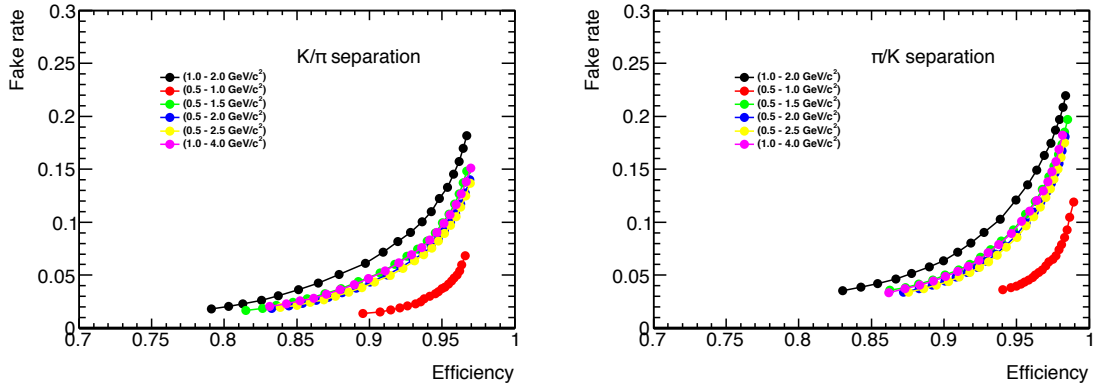 Fake rate
0.3
0.25
0.2
0.15
0.1
0.05
0
K/π separation
(1.0 - 2.0 GeV/c²)
(0.5 - 1.0 GeV/c²)
(0.5 - 1.5 GeV/c²)
(0.5 - 2.0 GeV/c²)
(0.5 - 2.5 GeV/c²)
(1.0 - 4.0 GeV/c²)
0.7 0.75 0.8 0.85 0.9 0.95 1
Efficiency
Fake rate
0.3
0.25
0.2
0.15
0.1
0.05
0
π/K separation
(1.0 - 2.0 GeV/c²)
(0.5 - 1.0 GeV/c²)
(0.5 - 1.5 GeV/c²)
(0.5 - 2.0 GeV/c²)
(0.5 - 2.5 GeV/c²)
(1.0 - 4.0 GeV/c²)
0.7 0.75 0.8 0.85 0.9 0.95 1
Efficiency